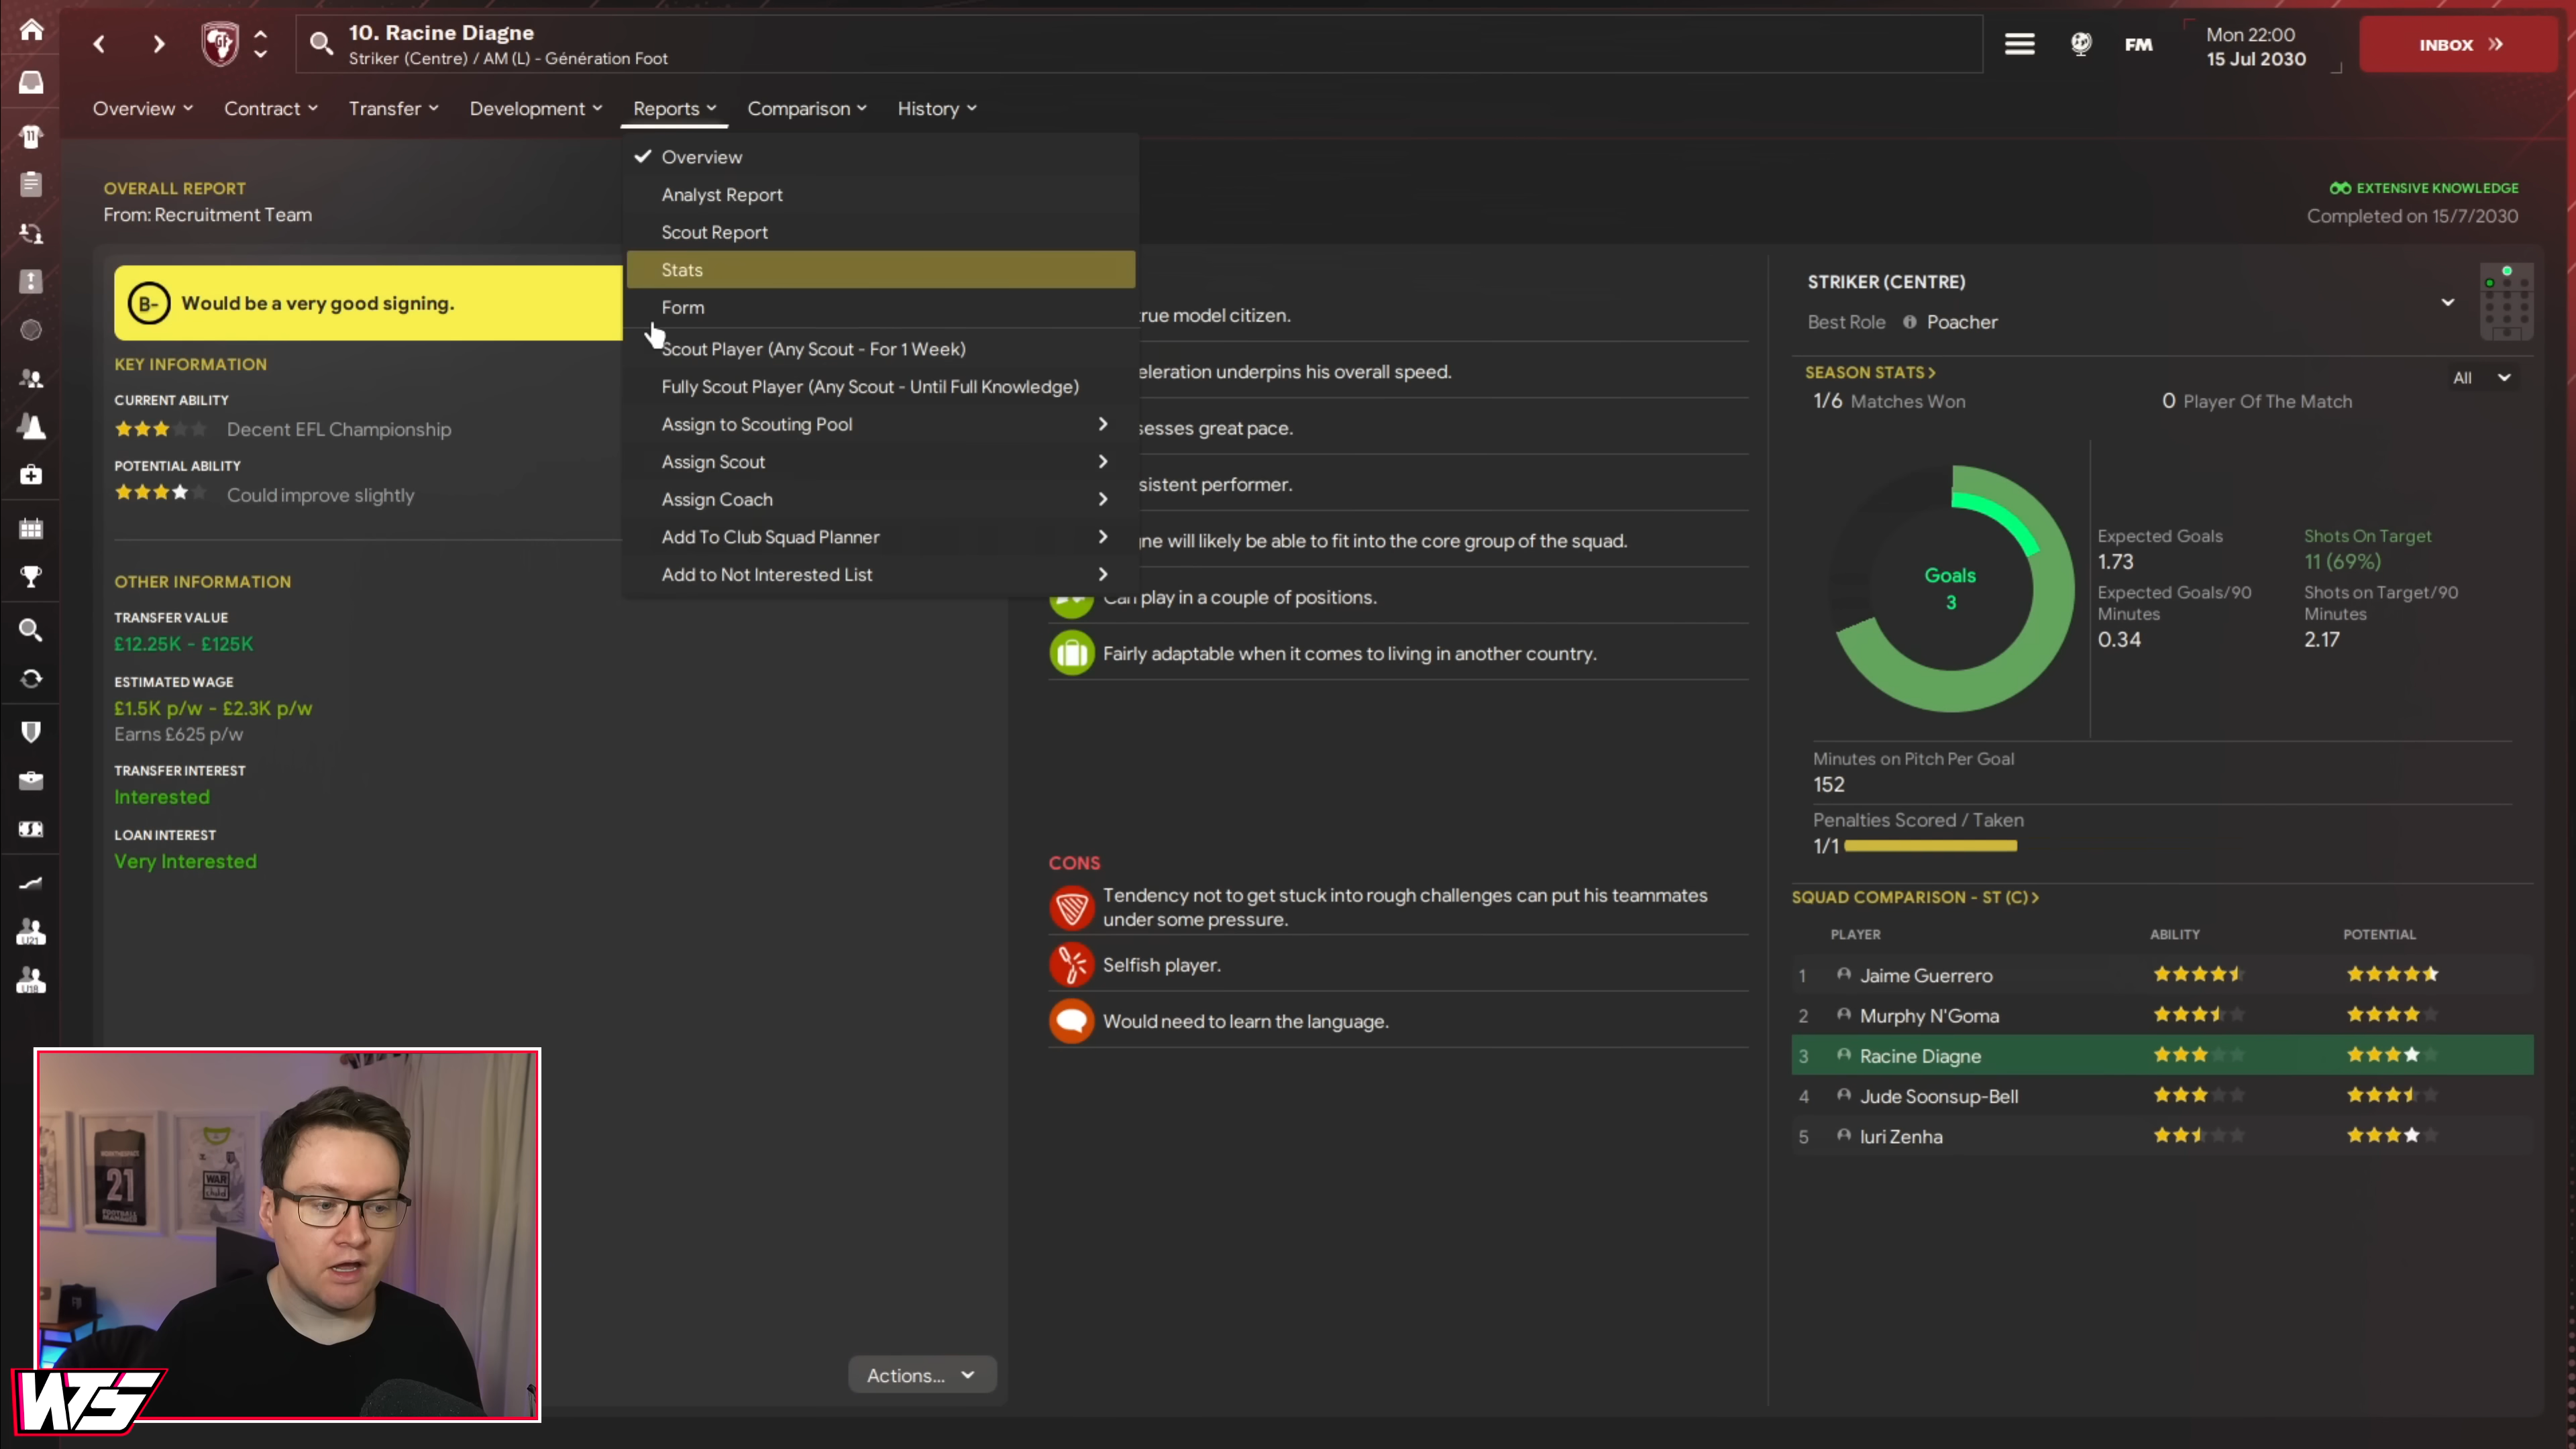 10. Racine Diagne
Striker (Centre) / AM (L) - Génération Foot
Mon 22:00
15 Jul 2030
FM
INBOX
Overview
Contract
Transfer
Development
Reports
Comparison
History
Overview
Analyst Report
Scout Report
Stats
Form
Scout Player (Any Scout - For 1 Week)
Fully Scout Player (Any Scout - Until Full Knowledge)
Assign to Scouting Pool
Assign Scout
Assign Coach
Add To Club Squad Planner
Add to Not Interested List
OVERALL REPORT
From: Recruitment Team
EXTENSIVE KNOWLEDGE
Completed on 15/7/2030
B- Would be a very good signing.
KEY INFORMATION
CURRENT ABILITY
Decent EFL Championship
POTENTIAL ABILITY
Could improve slightly
OTHER INFORMATION
TRANSFER VALUE
£12.25K - £125K
ESTIMATED WAGE
£1.5K p/w - £2.3K p/w
Earns £625 p/w
TRANSFER INTEREST
Interested
LOAN INTEREST
Very Interested
Actions...
rue model citizen.
eleration underpins his overall speed.
sesses great pace.
sistent performer.
ne will likely be able to fit into the core group of the squad.
Can play in a couple of positions.
Fairly adaptable when it comes to living in another country.
CONS
Tendency not to get stuck into rough challenges can put his teammates
under some pressure.
Selfish player.
Would need to learn the language.
STRIKER (CENTRE)
Best Role Poacher
SEASON STATS
All
1/6 Matches Won
0 Player Of The Match
Goals
3
Expected Goals
1.73
Expected Goals/90
Minutes
0.34
Shots On Target
11 (69%)
Shots on Target/90
Minutes
2.17
Minutes on Pitch Per Goal
152
Penalties Scored / Taken
1/1
SQUAD COMPARISON - ST (C)
PLAYER ABILITY POTENTIAL
1 Jaime Guerrero
2 Murphy N'Goma
3 Racine Diagne
4 Jude Soonsup-Bell
5 Iuri Zenha
11
U21
U18
21
FOOTBALL
MANAGER
WAR
child
WTS